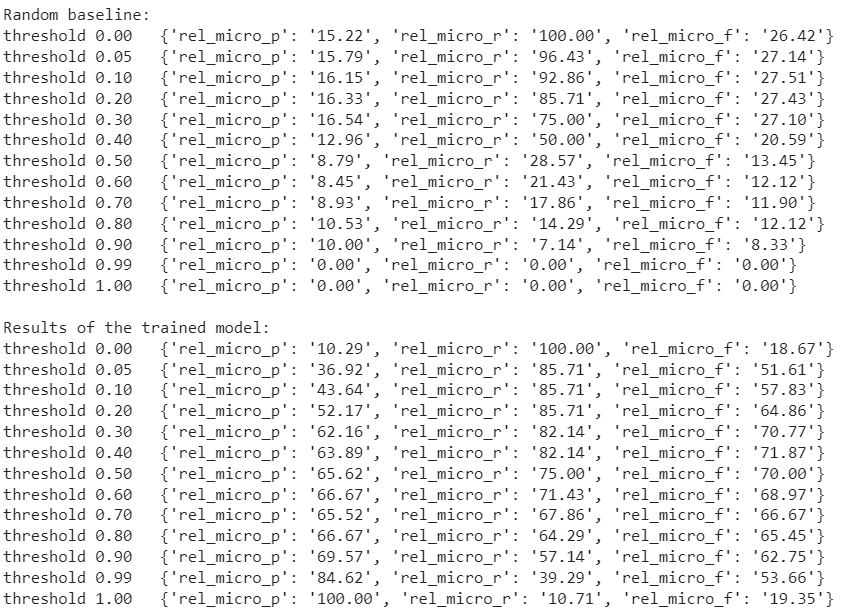 Random baseline:
threshold 0.00   {'rel_micro_p': '15.22', 'rel_micro_r': '100.00', 'rel_micro_f': '26.42'}
threshold 0.05   {'rel_micro_p': '15.79', 'rel_micro_r': '96.43', 'rel_micro_f': '27.14'}
threshold 0.10   {'rel_micro_p': '16.15', 'rel_micro_r': '92.86', 'rel_micro_f': '27.51'}
threshold 0.20   {'rel_micro_p': '16.33', 'rel_micro_r': '85.71', 'rel_micro_f': '27.43'}
threshold 0.30   {'rel_micro_p': '16.54', 'rel_micro_r': '75.00', 'rel_micro_f': '27.10'}
threshold 0.40   {'rel_micro_p': '12.96', 'rel_micro_r': '50.00', 'rel_micro_f': '20.59'}
threshold 0.50   {'rel_micro_p': '8.79', 'rel_micro_r': '28.57', 'rel_micro_f': '13.45'}
threshold 0.60   {'rel_micro_p': '8.45', 'rel_micro_r': '21.43', 'rel_micro_f': '12.12'}
threshold 0.70   {'rel_micro_p': '8.93', 'rel_micro_r': '17.86', 'rel_micro_f': '11.90'}
threshold 0.80   {'rel_micro_p': '10.53', 'rel_micro_r': '14.29', 'rel_micro_f': '12.12'}
threshold 0.90   {'rel_micro_p': '10.00', 'rel_micro_r': '7.14', 'rel_micro_f': '8.33'}
threshold 0.99   {'rel_micro_p': '0.00', 'rel_micro_r': '0.00', 'rel_micro_f': '0.00'}
threshold 1.00   {'rel_micro_p': '0.00', 'rel_micro_r': '0.00', 'rel_micro_f': '0.00'}

Results of the trained model:
threshold 0.00   {'rel_micro_p': '10.29', 'rel_micro_r': '100.00', 'rel_micro_f': '18.67'}
threshold 0.05   {'rel_micro_p': '36.92', 'rel_micro_r': '85.71', 'rel_micro_f': '51.61'}
threshold 0.10   {'rel_micro_p': '43.64', 'rel_micro_r': '85.71', 'rel_micro_f': '57.83'}
threshold 0.20   {'rel_micro_p': '52.17', 'rel_micro_r': '85.71', 'rel_micro_f': '64.86'}
threshold 0.30   {'rel_micro_p': '62.16', 'rel_micro_r': '82.14', 'rel_micro_f': '70.77'}
threshold 0.40   {'rel_micro_p': '63.89', 'rel_micro_r': '82.14', 'rel_micro_f': '71.87'}
threshold 0.50   {'rel_micro_p': '65.62', 'rel_micro_r': '75.00', 'rel_micro_f': '70.00'}
threshold 0.60   {'rel_micro_p': '66.67', 'rel_micro_r': '71.43', 'rel_micro_f': '68.97'}
threshold 0.70   {'rel_micro_p': '65.52', 'rel_micro_r': '67.86', 'rel_micro_f': '66.67'}
threshold 0.80   {'rel_micro_p': '66.67', 'rel_micro_r': '64.29', 'rel_micro_f': '65.45'}
threshold 0.90   {'rel_micro_p': '69.57', 'rel_micro_r': '57.14', 'rel_micro_f': '62.75'}
threshold 0.99   {'rel_micro_p': '84.62', 'rel_micro_r': '39.29', 'rel_micro_f': '53.66'}
threshold 1.00   {'rel_micro_p': '100.00', 'rel_micro_r': '10.71', 'rel_micro_f': '19.35'}